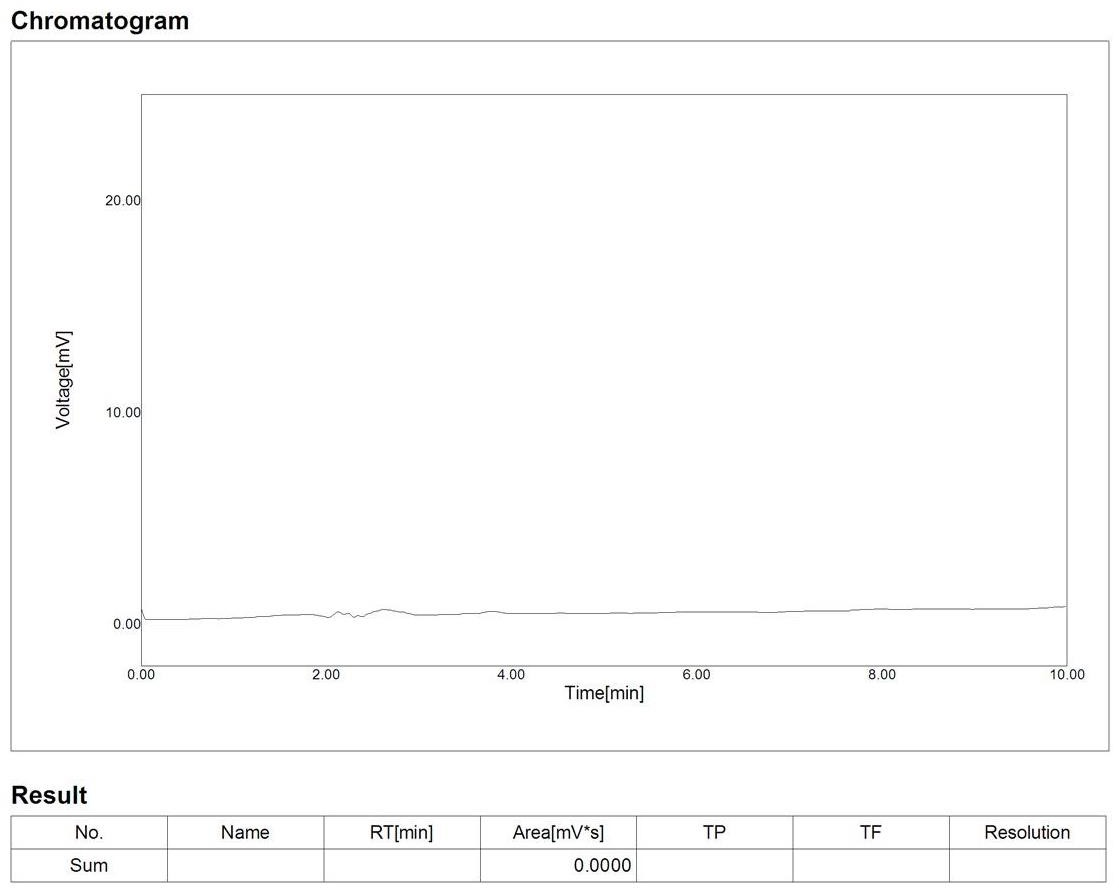 Chromatogram
20.00
Voltage[mV]
10.00
0.00
0.00 2.00 4.00 6.00 8.00 10.00
Time[min]
Result
No. Name RT[min] Area[mV*s] TP TF Resolution
Sum 0.0000